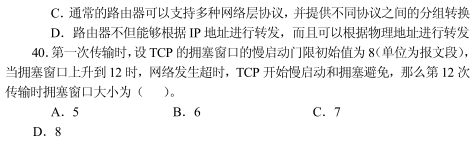 C．通常的路由器可以支持多种网络层协议，并提供不同协议之间的分组转换
D．路由器不但能够根据 IP 地址进行转发，而且可以根据物理地址进行转发
40.第一次传输时，设 TCP 的拥塞窗口的慢启动门限初始值为 8(单位为报文段)，
当拥塞窗口上升到 12 时，网络发生超时，TCP 开始慢启动和拥塞避免，那么第 12 次
传输时拥塞窗口大小为（ ）。
A．5 B．6 C．7
D．8